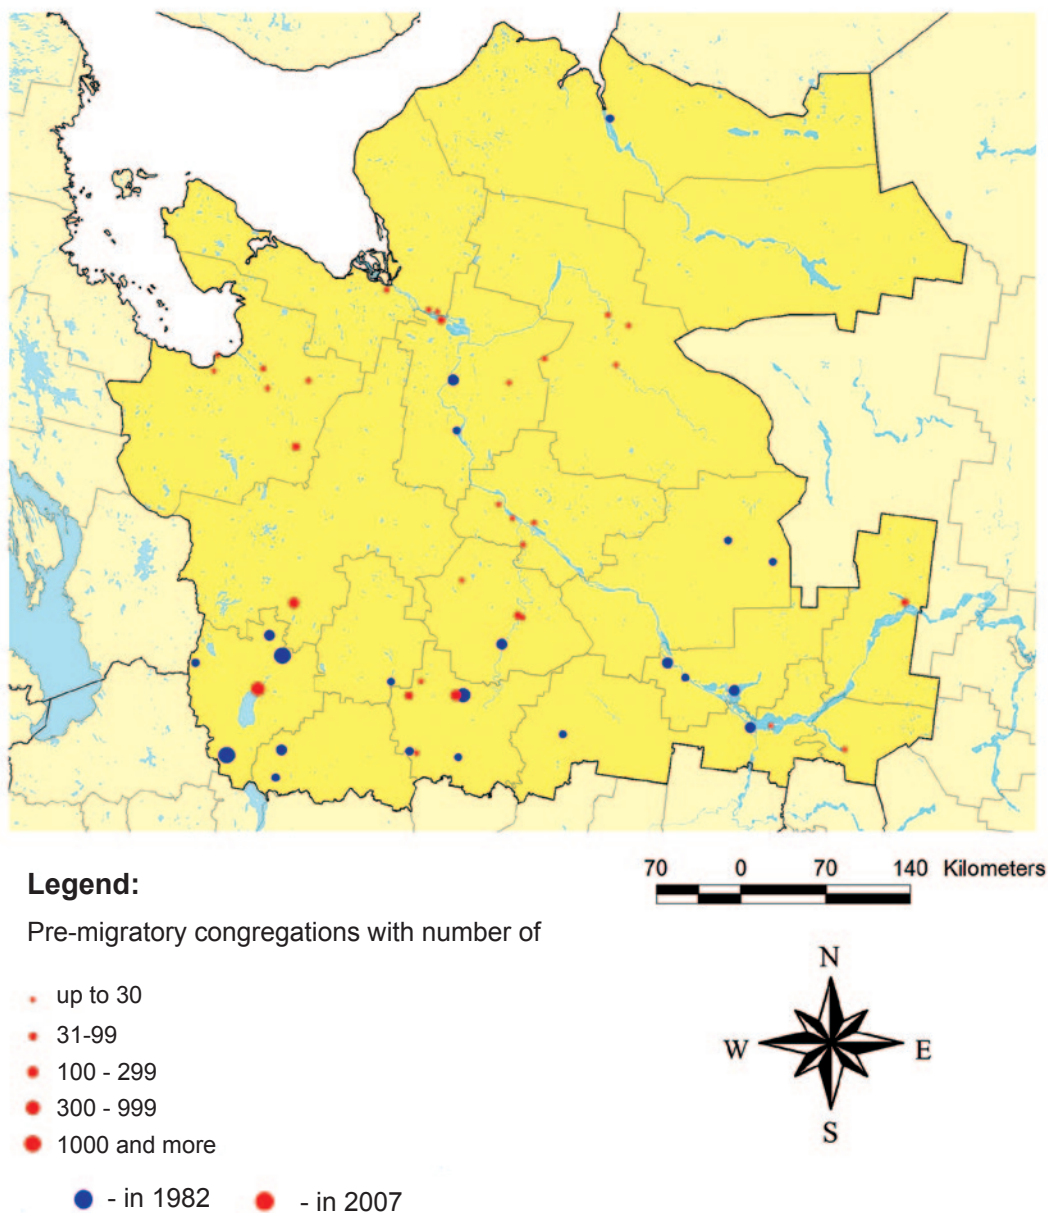 70 0 70 140 Kilometers
Legend:
Pre-migratory congregations with number of
up to 30
31-99
100 - 299
300 - 999
1000 and more
- in 1982 - in 2007
N
W E
S